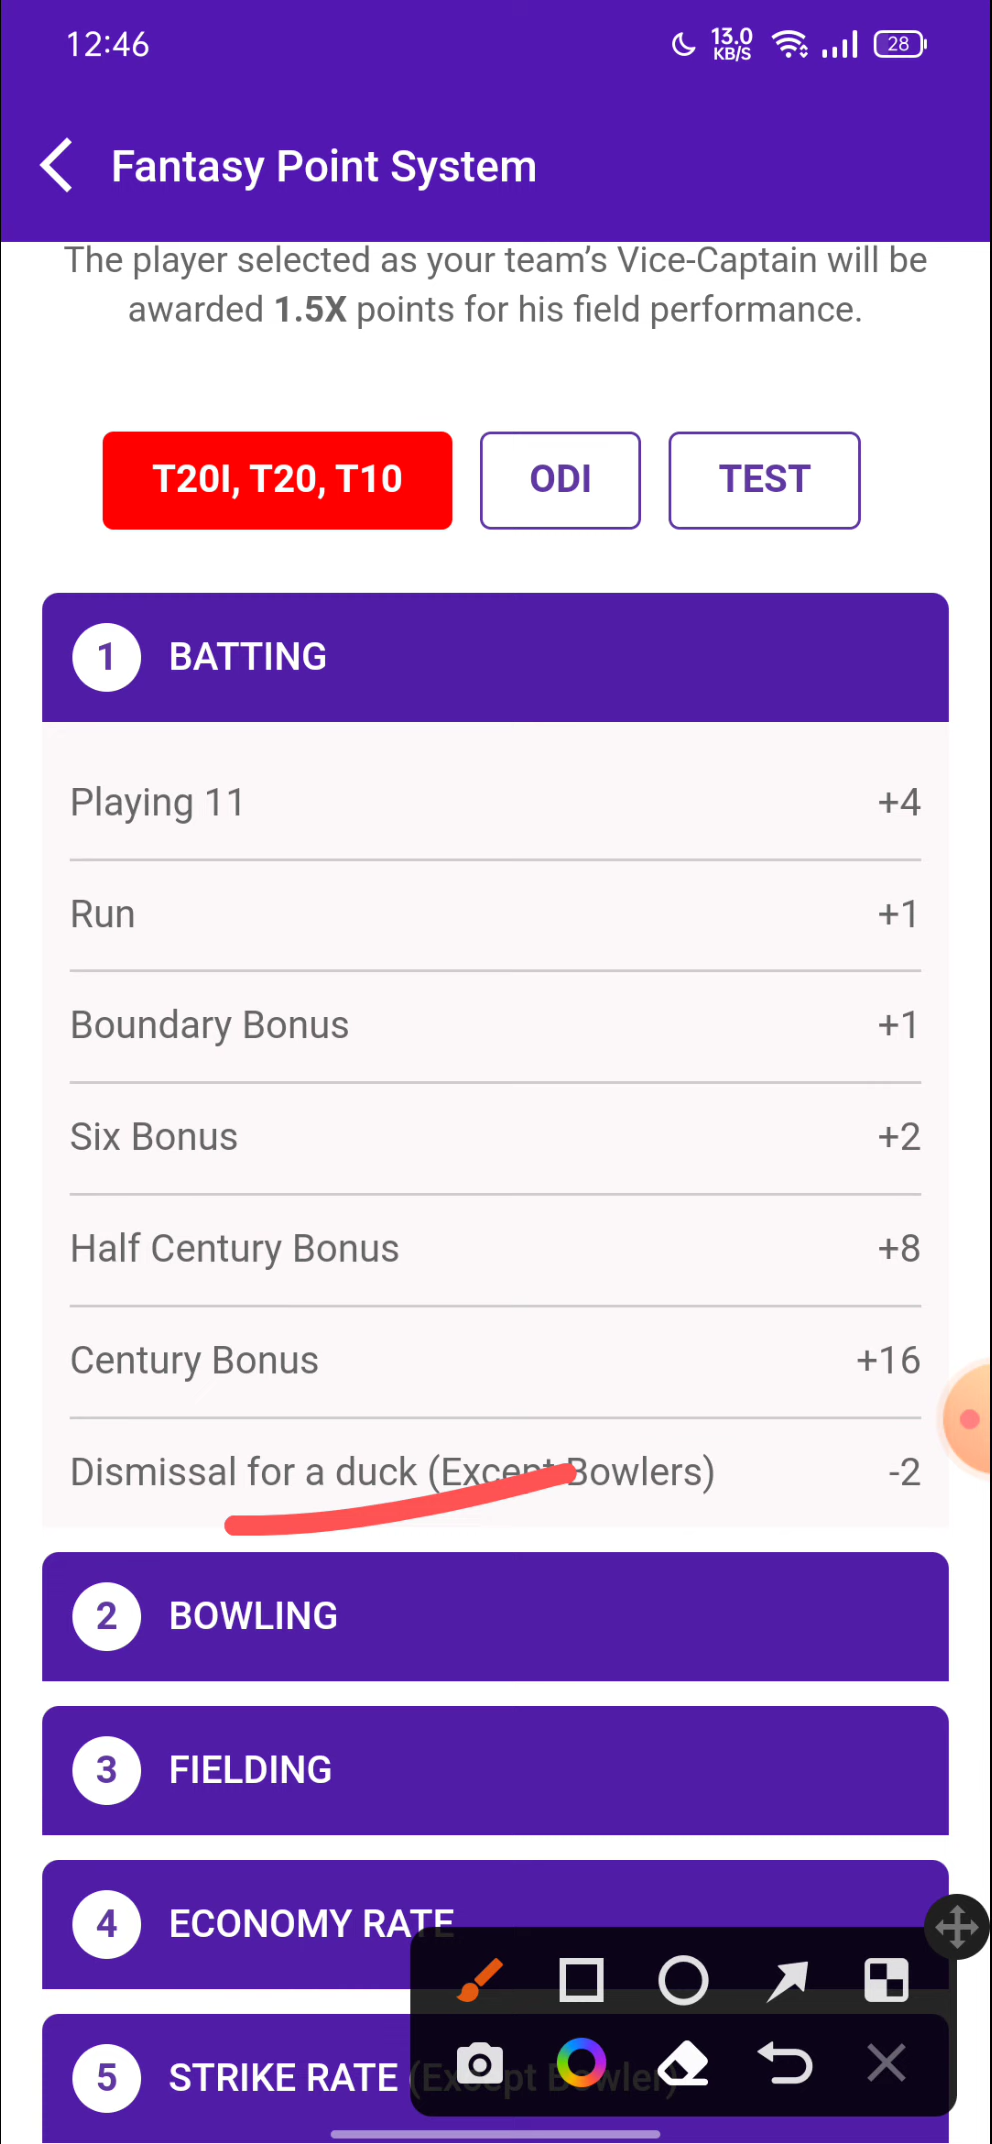 12:46
13.0
KB/S
28
Fantasy Point System
The player selected as your team’s Vice-Captain will be
awarded 1.5X points for his field performance.
T20I, T20, T10
ODI
TEST
1 BATTING
Playing 11 +4
Run +1
Boundary Bonus +1
Six Bonus +2
Half Century Bonus +8
Century Bonus +16
Dismissal for a duck (Except Bowlers) -2
2 BOWLING
3 FIELDING
4 ECONOMY RATE
5 STRIKE RATE (Except Bowler)